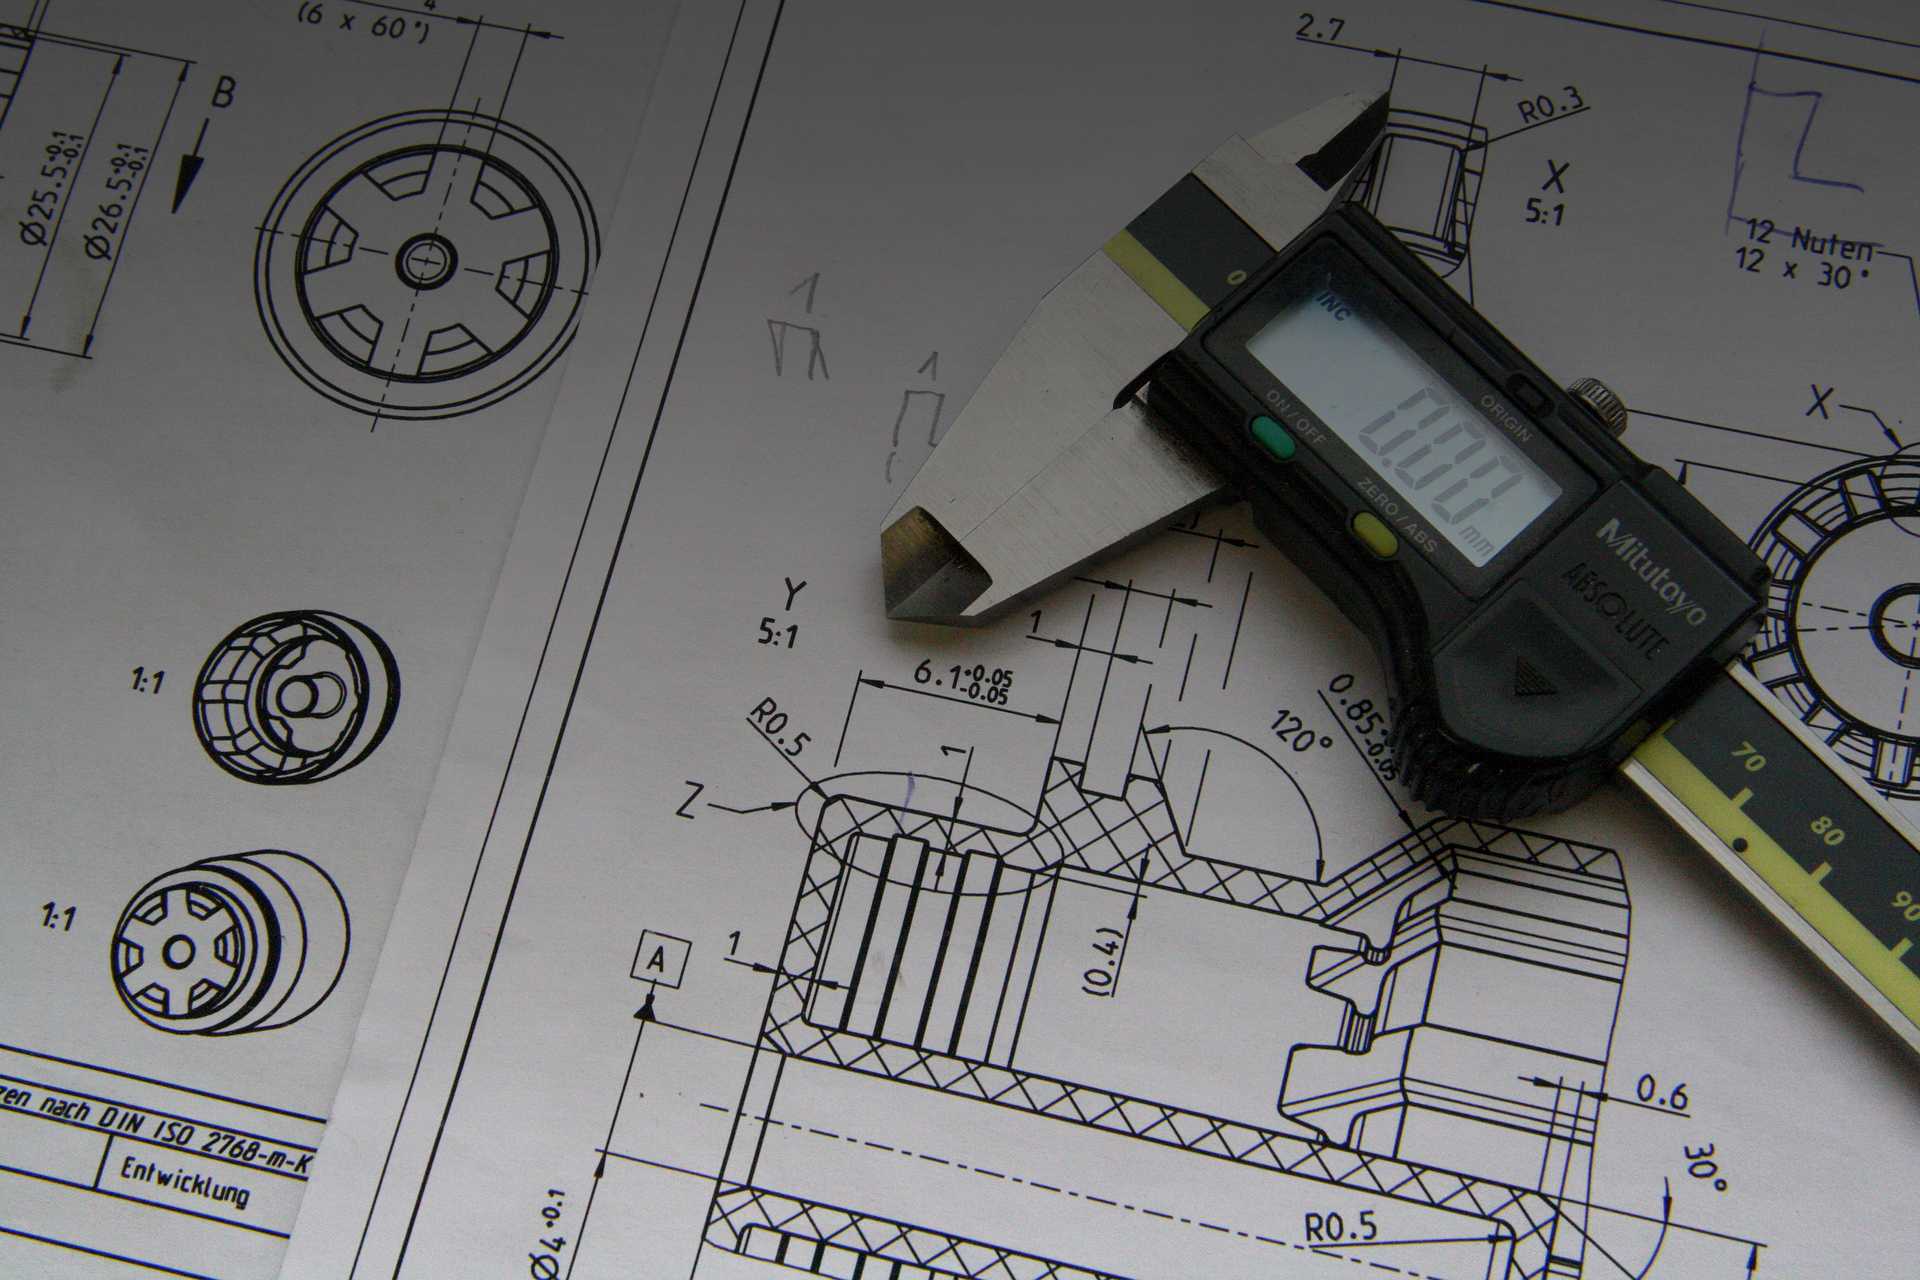 4
(6 x 60°)
B
Ø25.5+0.1-0.1
Ø26.5+0.1-0.1
1:1
1:1
zen nach DIN ISO 2768-m-K
Entwicklung
2.7
R0.3
X
5:1
12 Nuten
12 x 30°
X
1
1
0
INC
0.00 mm
ON/OFF
ORIGIN
ZERO/ABS
Mitutoyo
ABSOLUTE
70
80
90
Y
5:1
1
6.1+0.05-0.05
R0.5
1
120°
0.85
-0.05
Z
(0.4)
1
A
0.6
30°
R0.5
Ø4+0.1